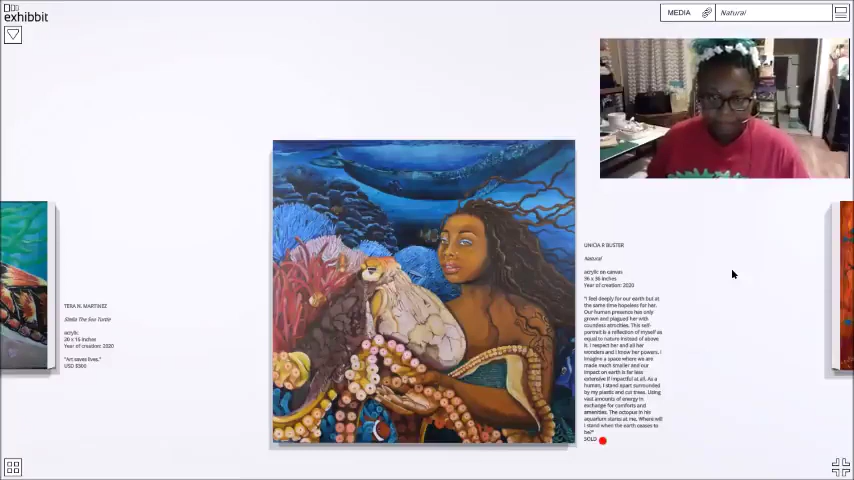 exhibbit
MEDIA
Natural
TERA N. MARTINEZ
Stella The Sea Turtle
acrylic
20 x 15 inches
Year of creation: 2020
"Art saves lives."
USD $300
UNICIA R BUSTER
Natural
acrylic on canvas
36 x 36 inches
Year of creation: 2020
"I feel deeply for our earth but at
the same time hopeless for her.
Our human presence has only
grown and plagued her with
countless atrocities. This self-
portrait is a reflection of myself as
equal to nature instead of above
is. I respect her and all her
wonders and I know her powers. I
imagine a space where we are
made much smaller and our
impact on earth is far less
extensive if impactful at all. As a
human, I stand apart surrounded
by my plastic and cut trees. Using
vast amounts of energy in
exchange for comforts and
amenities. The octopus in his
aquarium stares at me. Where will
I stand when the earth ceases to
be?"
SOLD